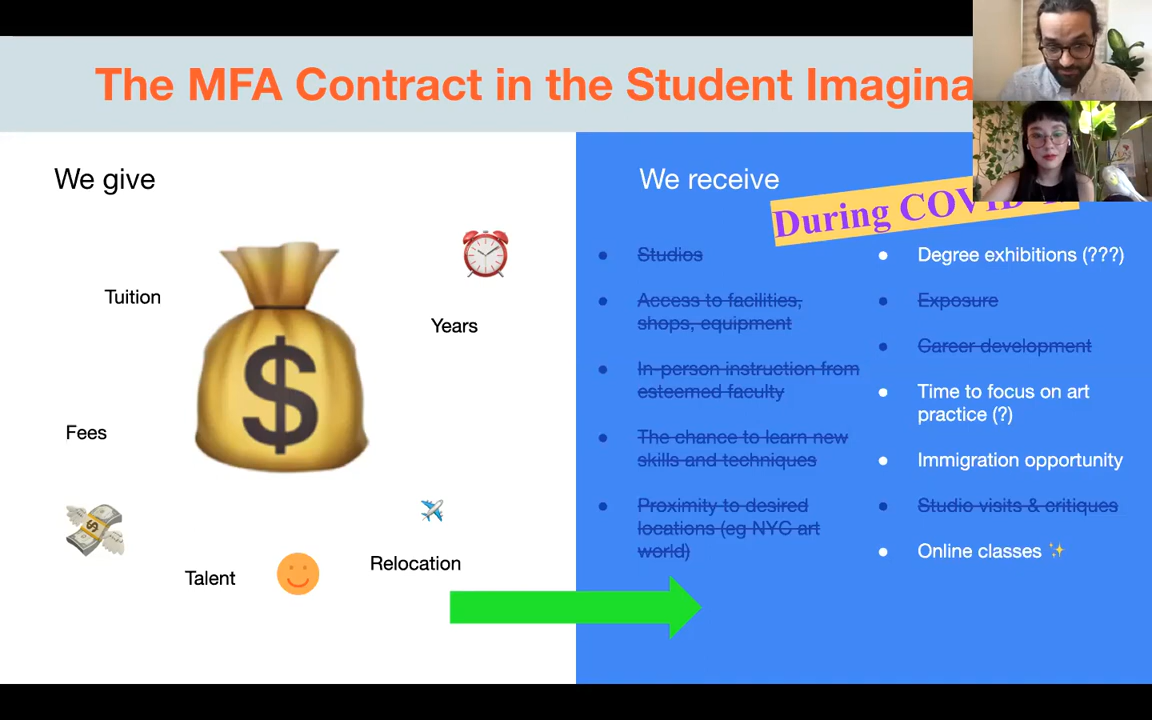 The MFA Contract in the Student Imagina
We give
Tuition
Years
Fees
Talent
Relocation
$
We receive
During COVID
Studios
Access to facilities,
shops, equipment
In-person instruction from
esteemed faculty
The chance to learn new
skills and techniques
Proximity to desired
locations (eg NYC art
world)
Degree exhibitions (???)
Exposure
Career development
Time to focus on art
practice (?)
Immigration opportunity
Studio visits & critiques
Online classes ✨